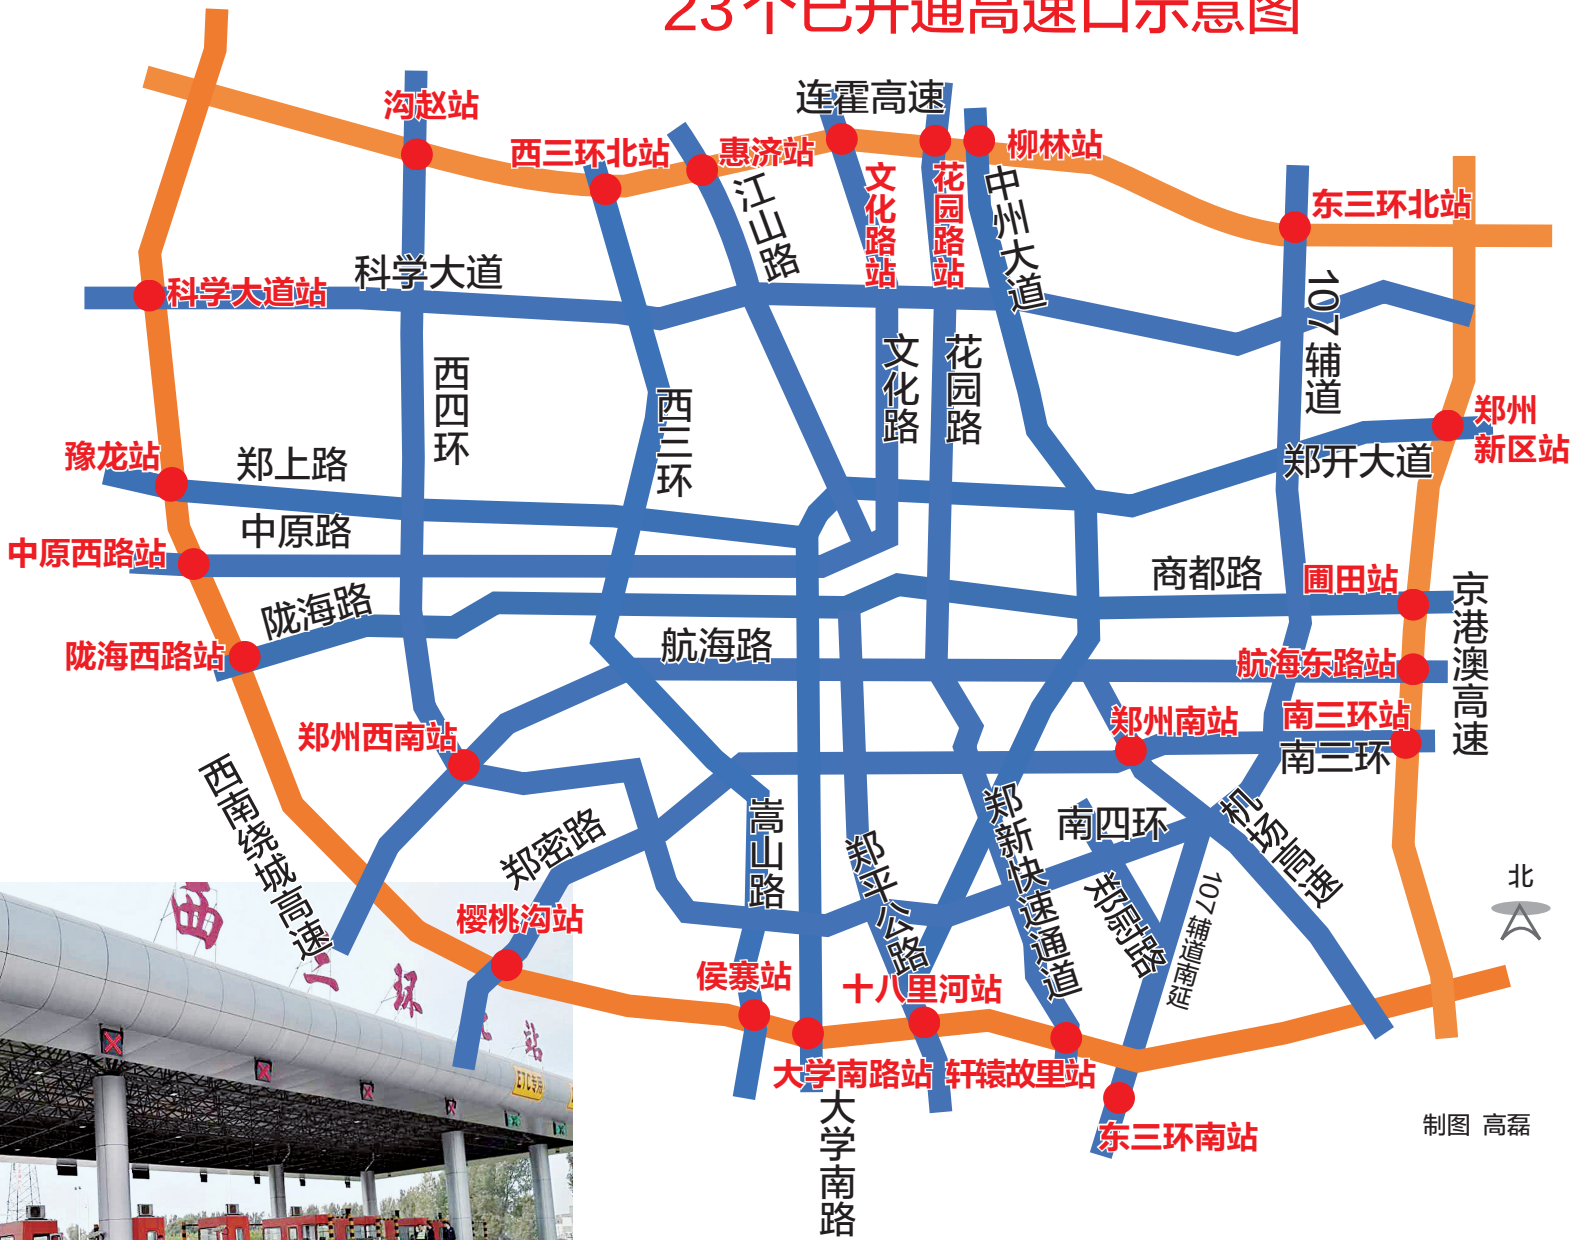 23个已开通高速口示意图
连霍高速
沟赵站
西三环北站
惠济站
文化路站
花园路站
柳林站
东三环北站
江山路
中州大道
科学大道站
科学大道
107辅道
西四环
西三环
文化路
花园路
郑州
新区站
郑开大道
豫龙站
郑上路
中原路
中原西路站
商都路
圃田站
京港澳高速
陇海路
陇海西路站
航海路
航海东路站
郑州西南站
郑州南站
南三环站
南三环
西南绕城高速
郑密路
嵩山路
郑平公路
郑新快速通道
南四环
郑尉路
机场高速
107辅道南延
北
樱桃沟站
侯寨站
十八里河站
大学南路站
轩辕故里站
大学南路
东三环南站
制图 高磊
西三环北站
ETC专用